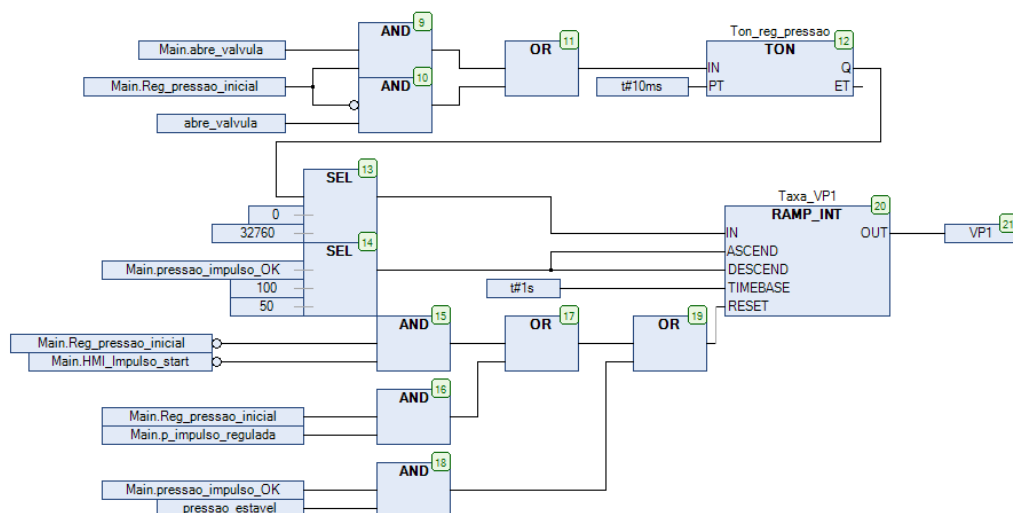 9
AND
Main.abre_valvula
Main.Reg_pressao_inicial
10
AND
abre_valvula
11
OR
Ton_reg_pressao
12
TON
IN Q
t#10ms PT ET
13
SEL
0
32760
14
SEL
Main.pressao_impulso_OK
100
50
Taxa_VP1
20
RAMP_INT
IN OUT
ASCEND
DESCEND
t#1s TIMEBASE
RESET
21
VP1
15
AND
Main.Reg_pressao_inicial
Main.HMI_Impulso_start
17
OR
19
OR
16
AND
Main.Reg_pressao_inicial
Main.p_impulso_regulada
18
AND
Main.pressao_impulso_OK
pressao_estavel